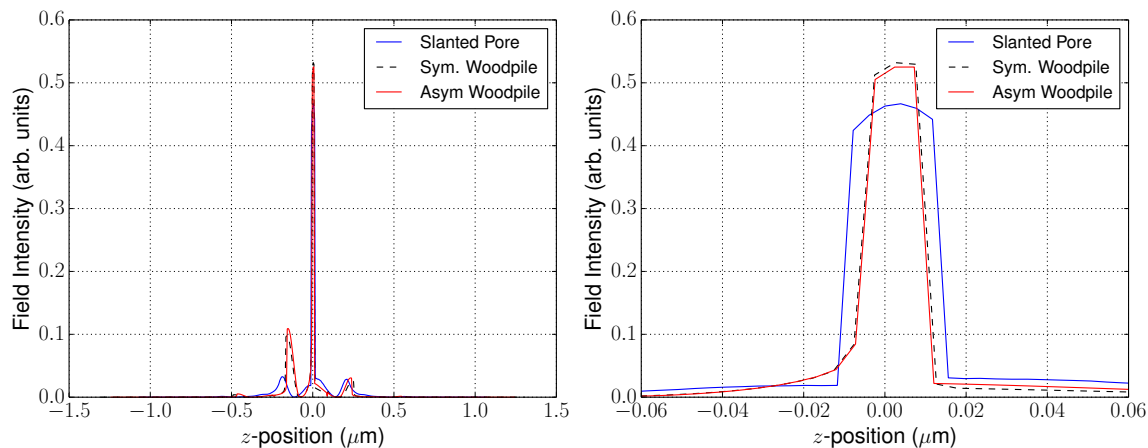 0.6
0.5
0.4
0.3
0.2
0.1
0.0
−1.5 −1.0 −0.5 0.0 0.5 1.0 1.5
Field Intensity (arb. units)
z-position (μm)
Slanted Pore
Sym. Woodpile
Asym Woodpile
0.6
0.5
0.4
0.3
0.2
0.1
0.0
−0.06 −0.04 −0.02 0.00 0.02 0.04 0.06
Field Intensity (arb. units)
z-position (μm)
Slanted Pore
Sym. Woodpile
Asym Woodpile